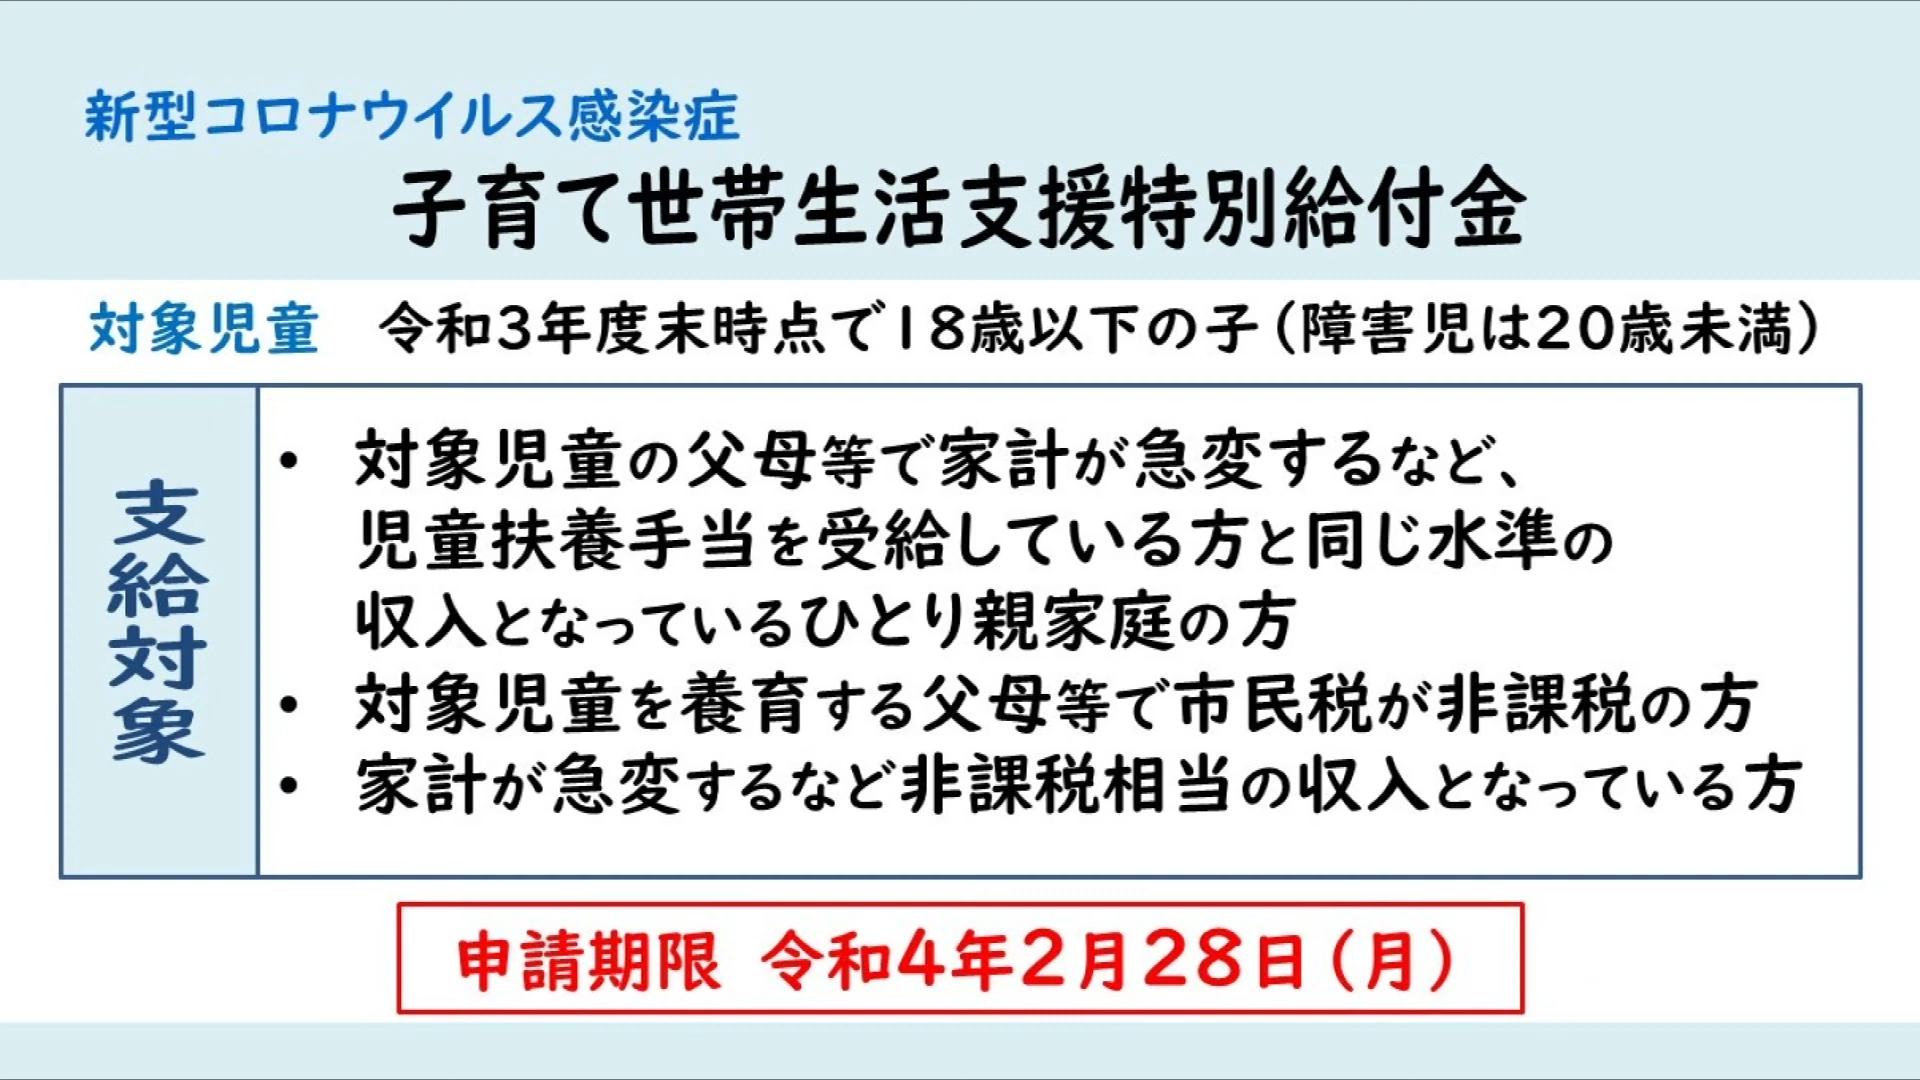 新型コロナウイルス感染症
子育て世帯生活支援特別給付金
対象児童 令和3年度末時点で18歳以下の子(障害児は20歳未満)
支給対象
• 対象児童の父母等で家計が急変するなど、
児童扶養手当を受給している方と同じ水準の
収入となっているひとり親家庭の方
• 対象児童を養育する父母等で市民税が非課税の方
• 家計が急変するなど非課税相当の収入となっている方
申請期限 令和4年2月28日(月)